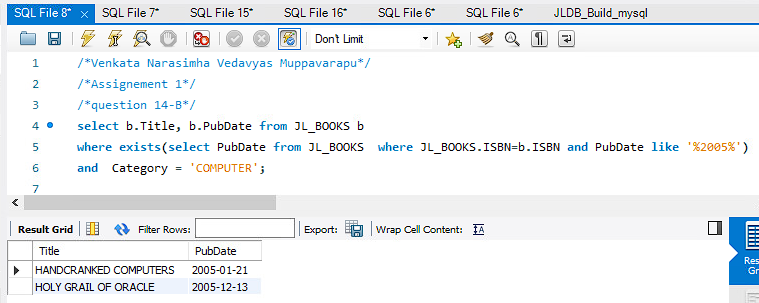 SQL File 8* SQL File 7* SQL File 15* SQL File 16* SQL File 6* SQL File 6* JLDB_Build_mysql
Don't Limit
1 /*Venkata Narasimha Vedavyas Muppavarapu*/
2 /*Assignement 1*/
3 /*question 14-B*/
4 select b.Title, b.PubDate from JL_BOOKS b
5 where exists(select PubDate from JL_BOOKS where JL_BOOKS.ISBN=b.ISBN and PubDate like '%2005%')
6 and Category = 'COMPUTER';
7
Result Grid Filter Rows: Export: Wrap Cell Content: IA
Title PubDate
HANDCRANKED COMPUTERS 2005-01-21
HOLY GRAIL OF ORACLE 2005-12-13